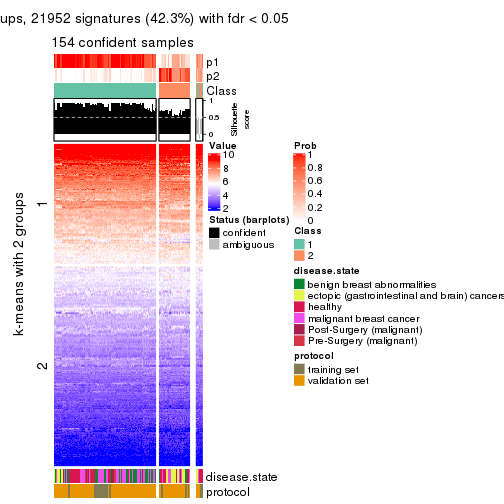 ups, 21952 signatures (42.3%) with fdr < 0.05
154 confident samples
p1
p2
Class
1
0.5
0
Silhouette
score
k-means with 2 groups
1
2
Value
10
8
6
4
2
Status (barplots)
confident
ambiguous
Prob
1
0.8
0.6
0.4
0.2
0
Class
1
2
disease.state
benign breast abnormalities
ectopic (gastrointestinal and brain) cancers
healthy
malignant breast cancer
Post-Surgery (malignant)
Pre-Surgery (malignant)
protocol
training set
validation set
disease.state
protocol